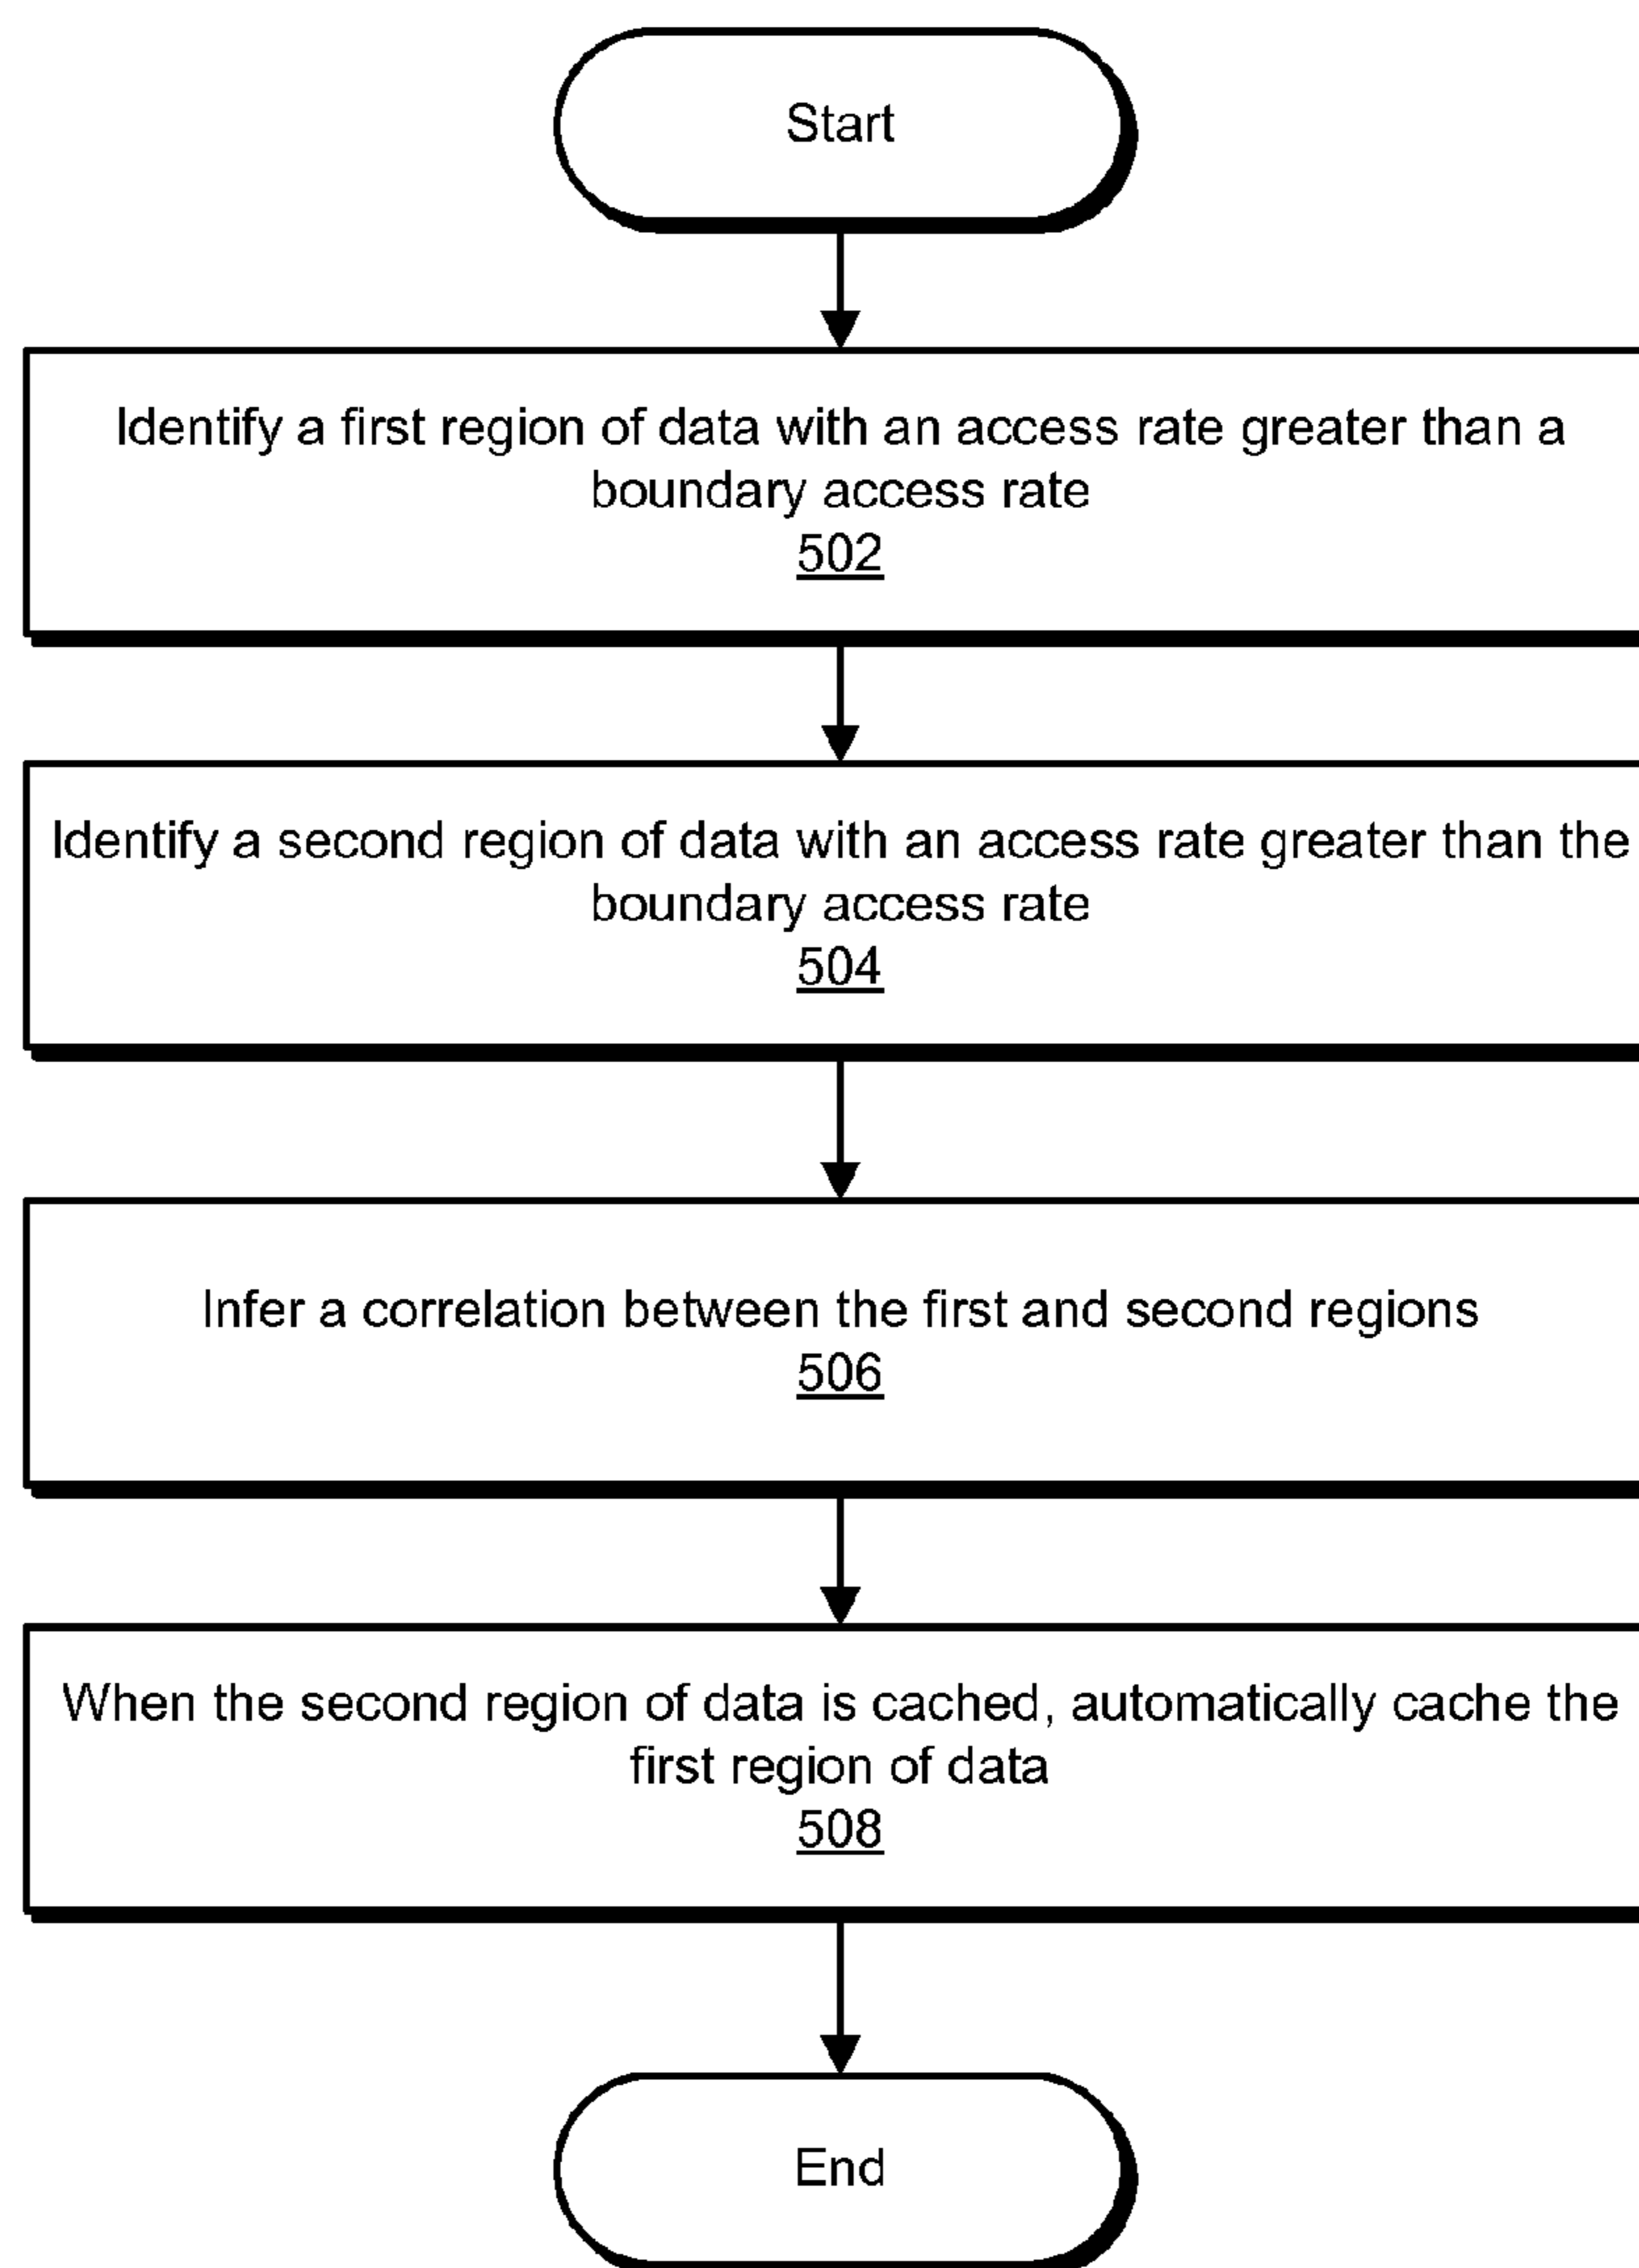 Start
Identify a first region of data with an access rate greater than a
boundary access rate
502
Identify a second region of data with an access rate greater than the
boundary access rate
504
Infer a correlation between the first and second regions
506
When the second region of data is cached, automatically cache the
first region of data
508
End